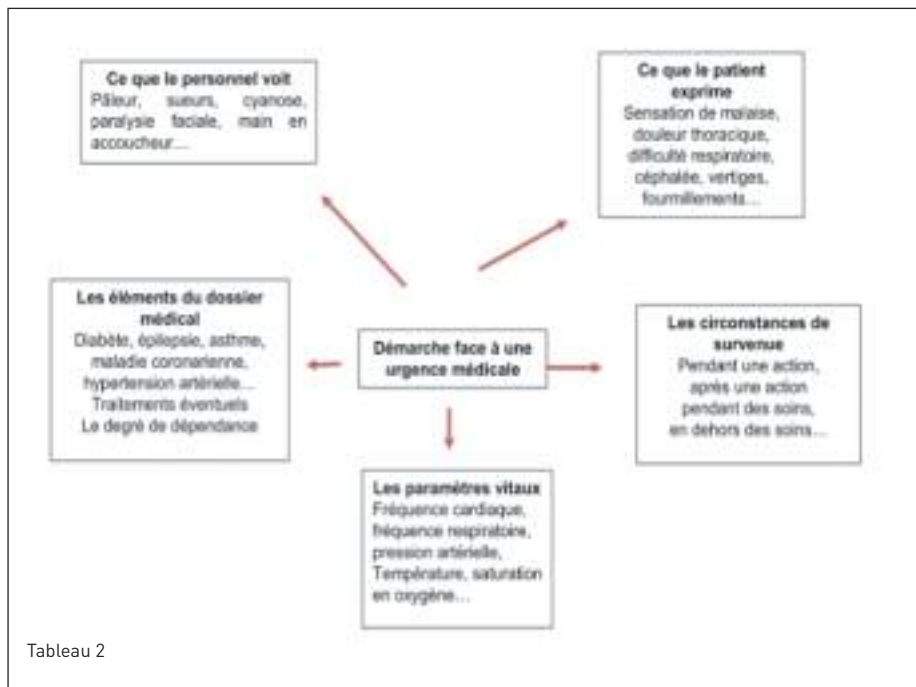 Ce que le personnel voit
Pâleur, sueurs, cyanose,
paralysie faciale, main en
accoucheur…
Ce que le patient
exprime
Sensation de malaise,
douleur thoracique,
difficulté respiratoire,
céphalée, vertiges,
fourmillements…
Les éléments du dossier
médical
Diabète, épilepsie, asthme,
maladie coronarienne,
hypertension artérielle…
Traitements éventuels
Le degré de dépendance
Démarche face à une
urgence médicale
Les circonstances de
survenue
Pendant une action,
après une action
pendant des soins,
en dehors des soins…
Les paramètres vitaux
Fréquence cardiaque,
fréquence respiratoire,
pression artérielle,
Température, saturation
en oxygène…
Tableau 2